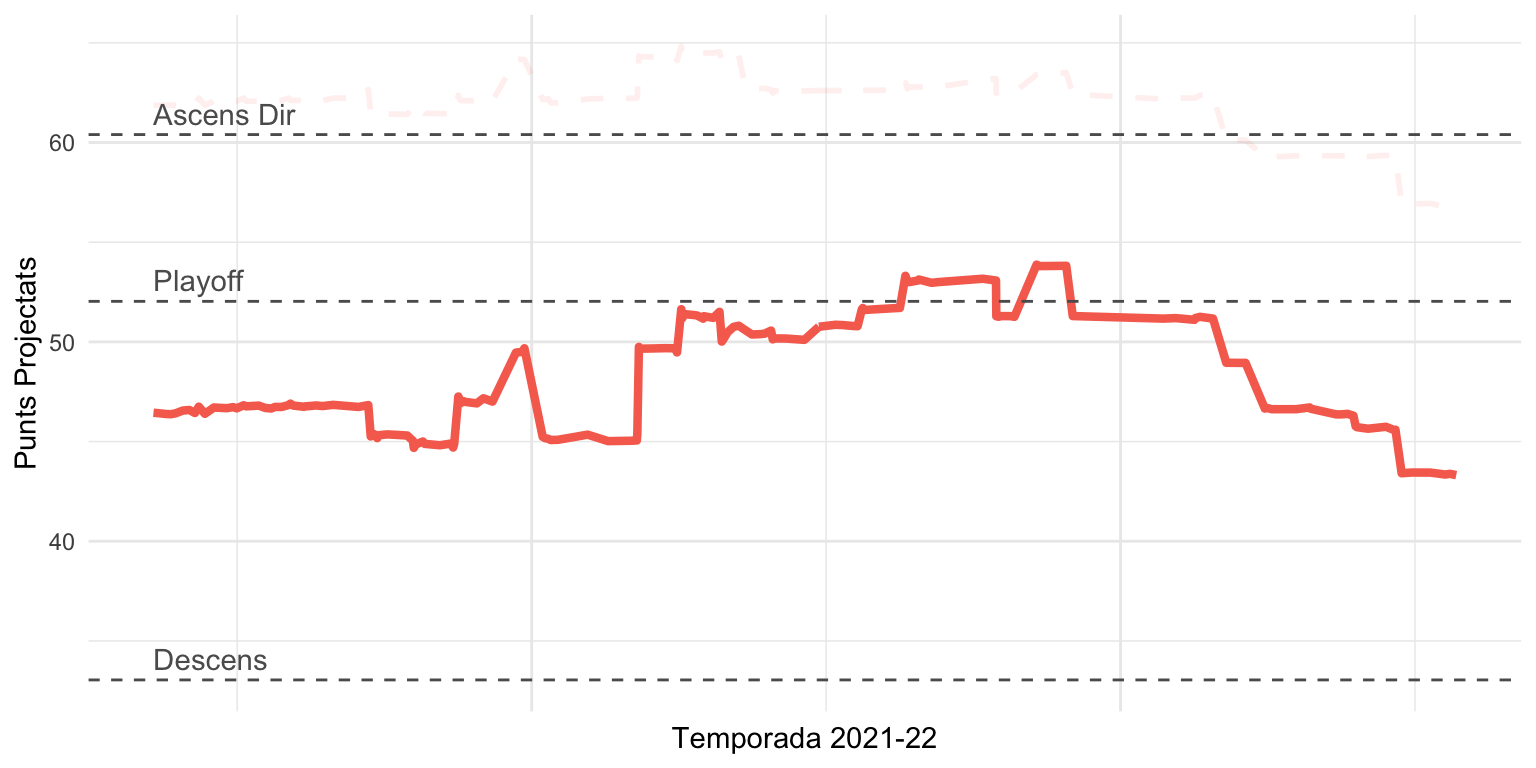 Ascens Dir
60
Playoff
50
Punts Projectats
40
Descens
Temporada 2021-22